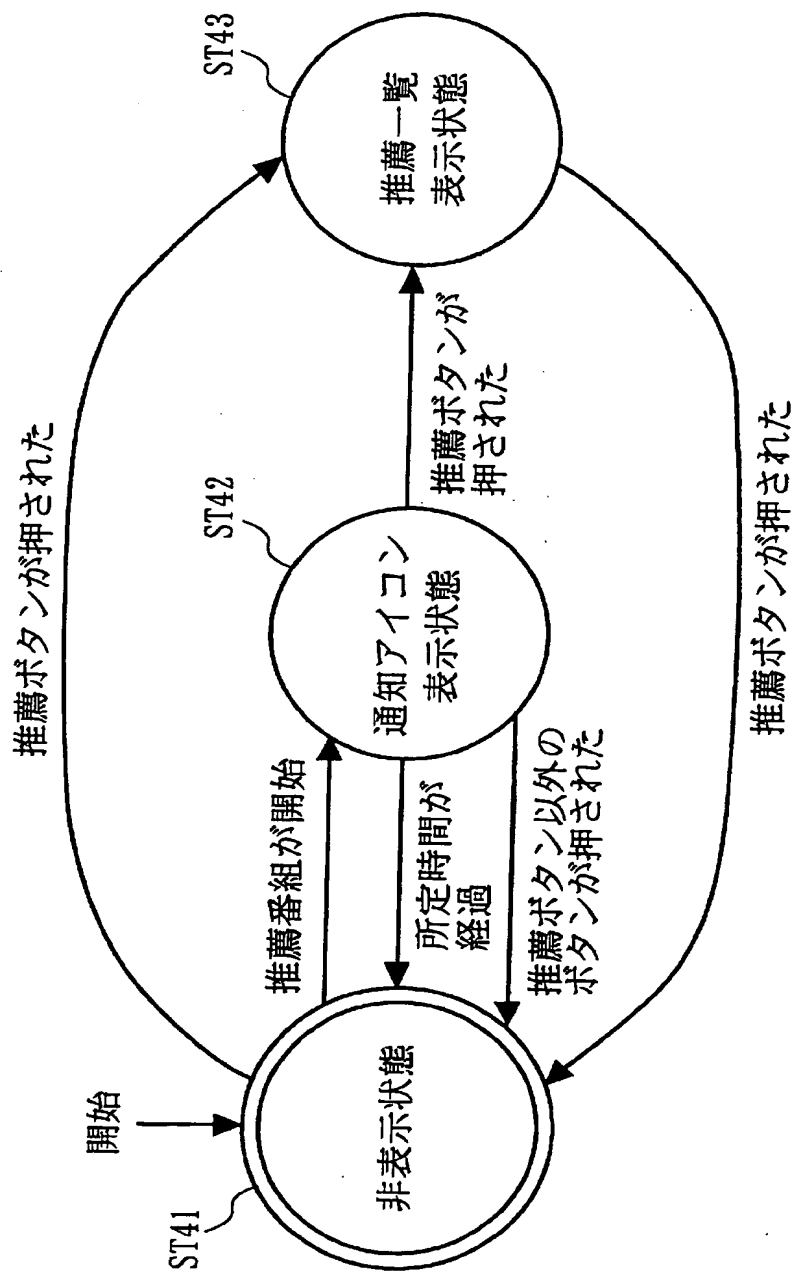 開始
ST41
非表示状態
推薦ボタンが押された
推薦番組が開始
所定時間が
経過
推薦ボタン以外の
ボタンが押された
ST42
通知アイコン
表示状態
推薦ボタンが
押された
ST43
推薦一覧
表示状態
推薦ボタンが押された